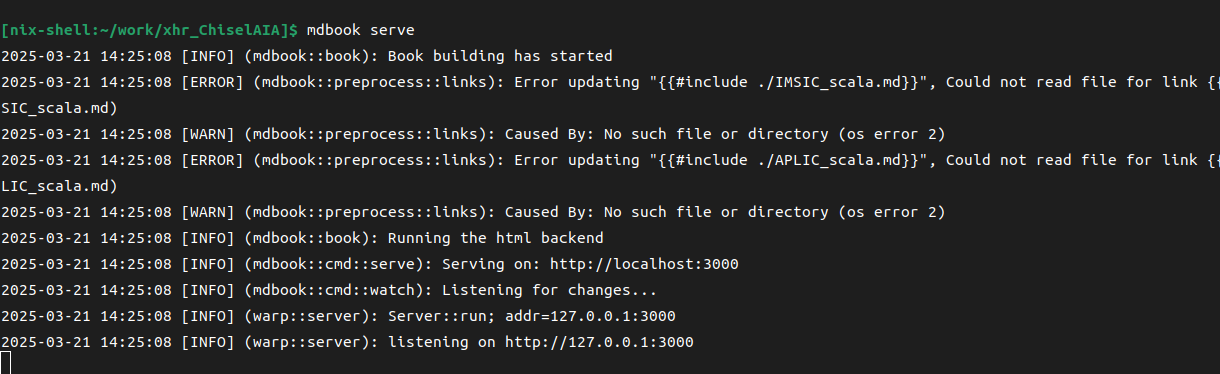 [nix-shell:~/work/xhr_ChiselAIA]$ mdbook serve
2025-03-21 14:25:08 [INFO] (mdbook::book): Book building has started
2025-03-21 14:25:08 [ERROR] (mdbook::preprocess::links): Error updating "{{#include ./IMSIC_scala.md}}", Could not read file for link {
SIC_scala.md)
2025-03-21 14:25:08 [WARN] (mdbook::preprocess::links): Caused By: No such file or directory (os error 2)
2025-03-21 14:25:08 [ERROR] (mdbook::preprocess::links): Error updating "{{#include ./APLIC_scala.md}}", Could not read file for link {
LIC_scala.md)
2025-03-21 14:25:08 [WARN] (mdbook::preprocess::links): Caused By: No such file or directory (os error 2)
2025-03-21 14:25:08 [INFO] (mdbook::book): Running the html backend
2025-03-21 14:25:08 [INFO] (mdbook::cmd::serve): Serving on: http://localhost:3000
2025-03-21 14:25:08 [INFO] (mdbook::cmd::watch): Listening for changes...
2025-03-21 14:25:08 [INFO] (warp::server): Server::run; addr=127.0.0.1:3000
2025-03-21 14:25:08 [INFO] (warp::server): listening on http://127.0.0.1:3000